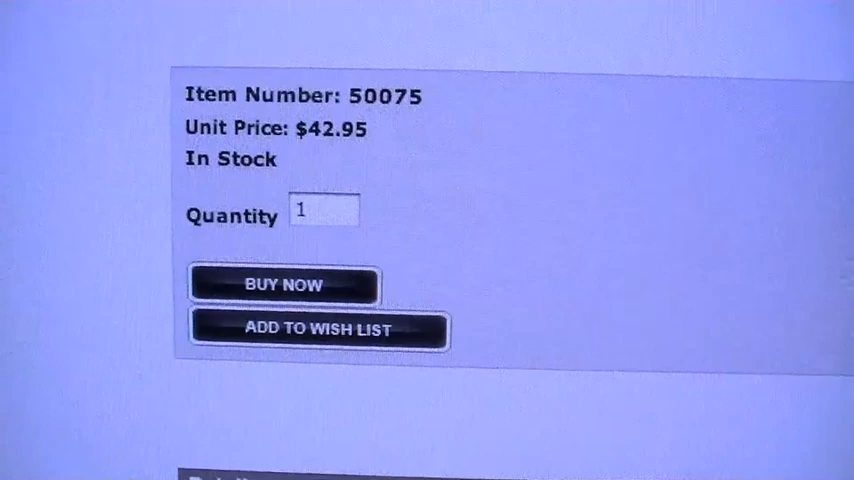 Item Number: 50075
Unit Price: $42.95
In Stock
Quantity 1
BUY NOW
ADD TO WISH LIST